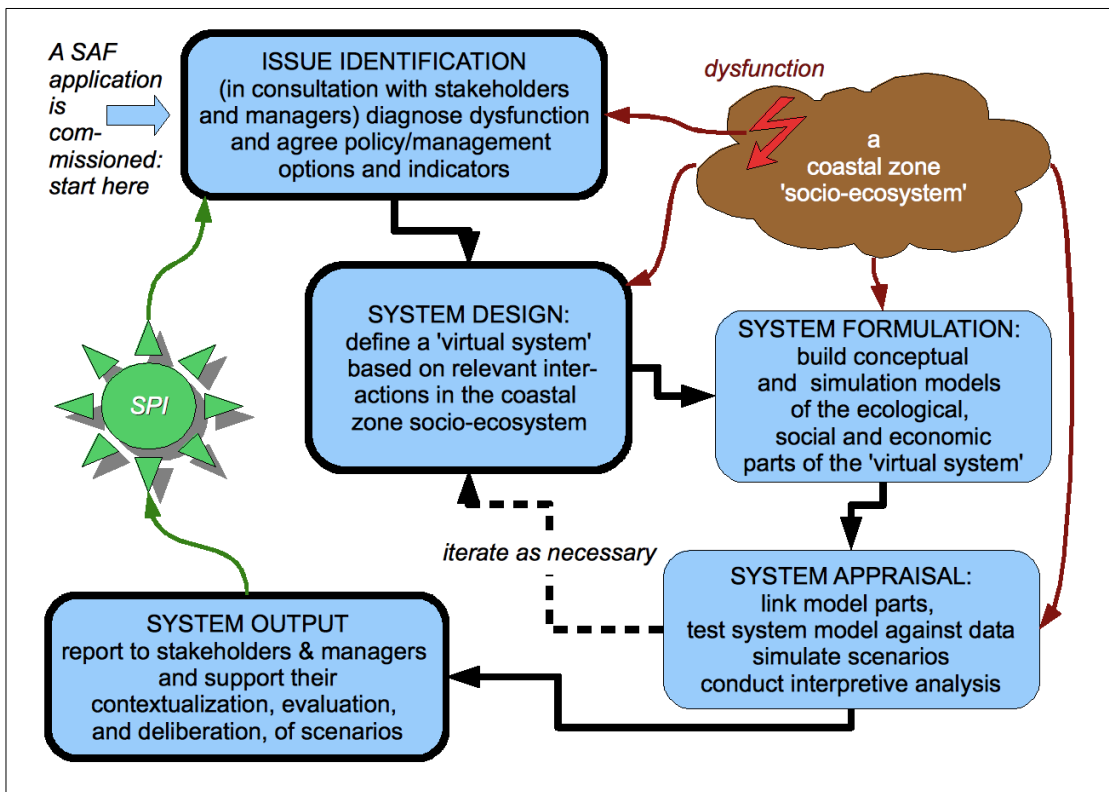 A SAF
application
is
com-
missioned:
start here
ISSUE IDENTIFICATION
(in consultation with stakeholders
and managers) diagnose dysfunction
and agree policy/management
options and indicators
dysfunction
a
coastal zone
'socio-ecosystem'
SYSTEM DESIGN:
define a 'virtual system'
based on relevant inter-
actions in the coastal
zone socio-ecosystem
SYSTEM FORMULATION:
build conceptual
and simulation models
of the ecological,
social and economic
parts of the 'virtual system'
SPI
iterate as necessary
SYSTEM APPRAISAL:
link model parts,
test system model against data
simulate scenarios
conduct interpretive analysis
SYSTEM OUTPUT
report to stakeholders & managers
and support their
contextualization, evaluation,
and deliberation, of scenarios